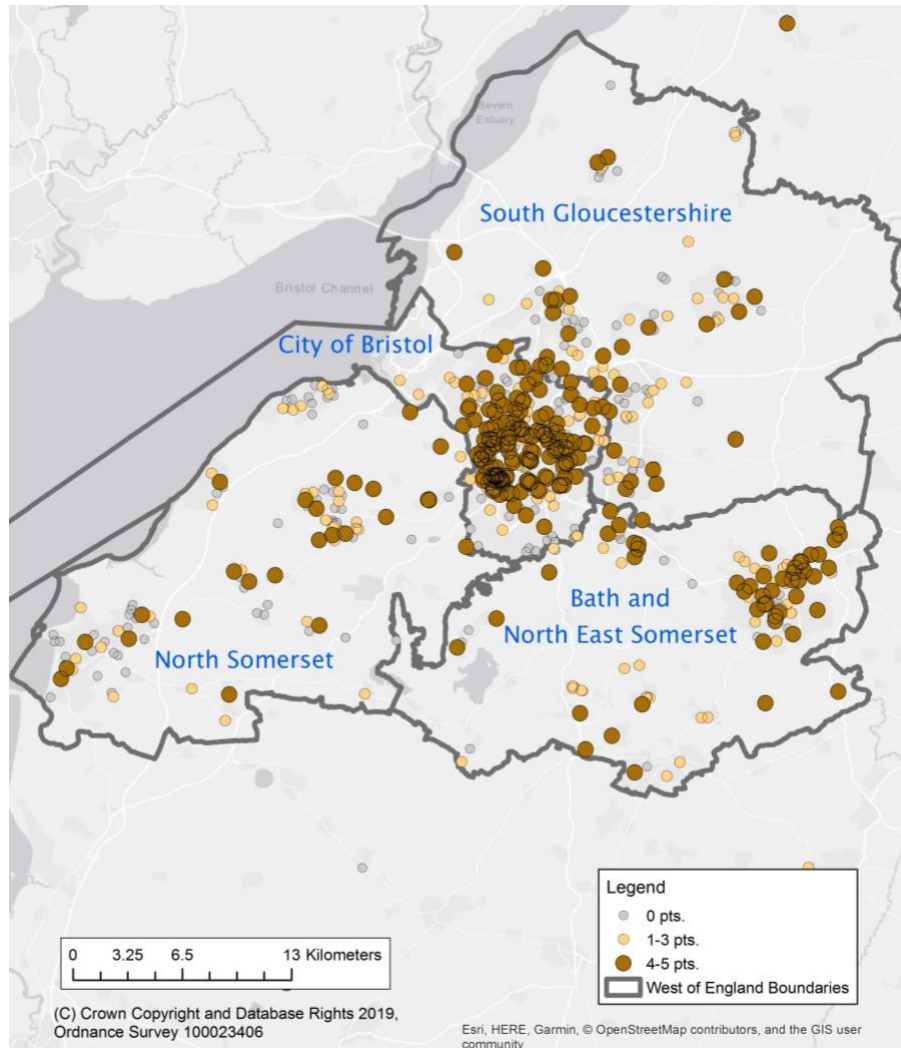 WALES
Severn
Estuary
South Gloucestershire
Bristol Channel
City of Bristol
Bath and
North East Somerset
North Somerset
Legend
0 pts.
1-3 pts.
4-5 pts.
West of England Boundaries
0 3.25 6.5 13 Kilometers
(C) Crown Copyright and Database Rights 2019,
Ordnance Survey 100023406
Esri, HERE, Garmin, © OpenStreetMap contributors, and the GIS user
community